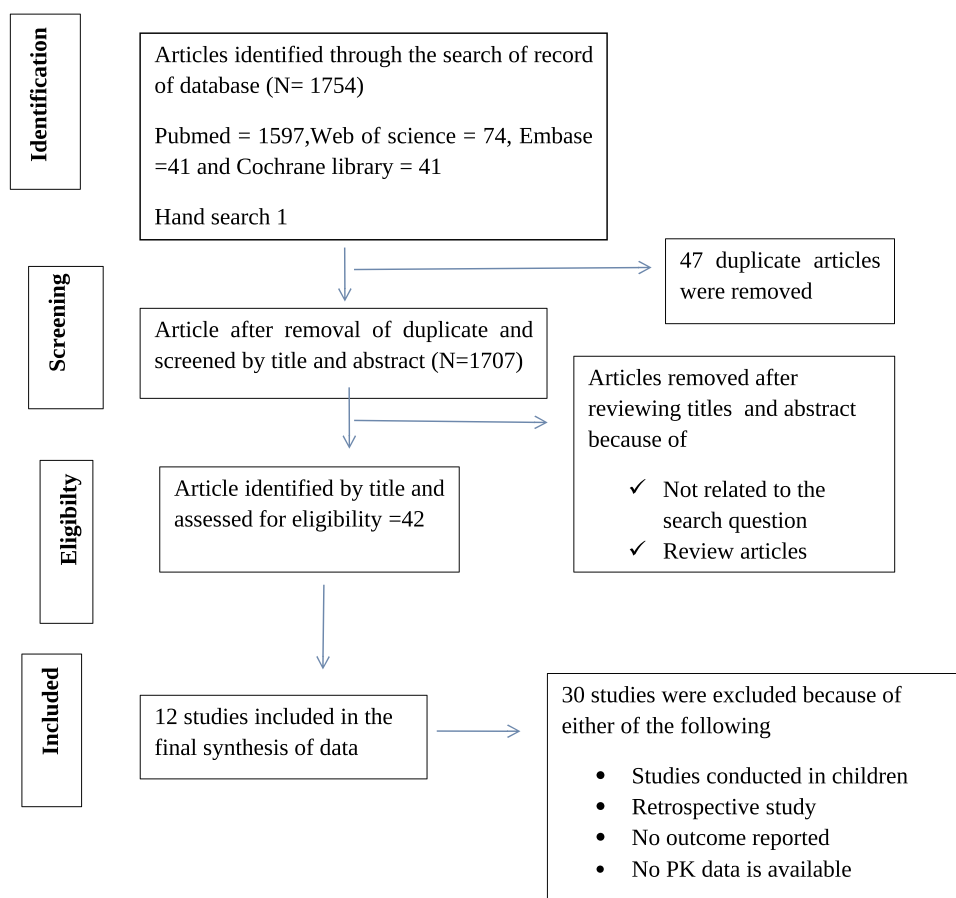 Identification
Articles identified through the search of record
of database (N= 1754)
Pubmed = 1597,Web of science = 74, Embase
=41 and Cochrane library = 41
Hand search 1
47 duplicate articles
were removed
Screening
Article after removal of duplicate and
screened by title and abstract (N=1707)
Articles removed after
reviewing titles and abstract
because of
✓ Not related to the
search question
✓ Review articles
Eligibilty
Article identified by title and
assessed for eligibility =42
Included
12 studies included in the
final synthesis of data
30 studies were excluded because of
either of the following
• Studies conducted in children
• Retrospective study
• No outcome reported
• No PK data is available